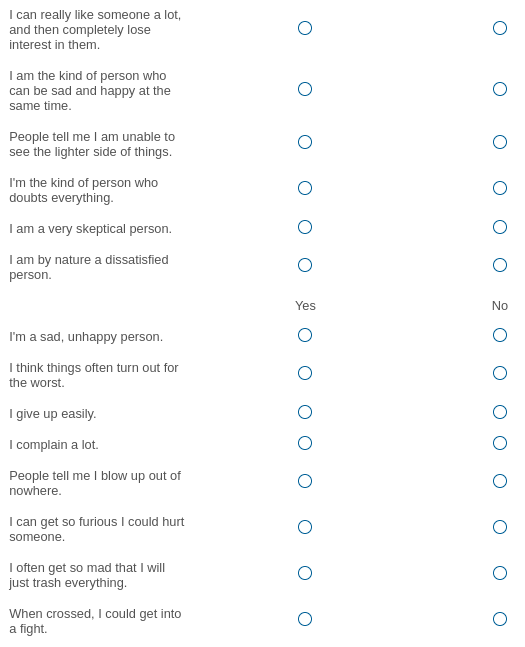 I can really like someone a lot,
and then completely lose
interest in them.
I am the kind of person who
can be sad and happy at the
same time.
People tell me I am unable to
see the lighter side of things.
I'm the kind of person who
doubts everything.
I am a very skeptical person.
I am by nature a dissatisfied
person.
Yes No
I'm a sad, unhappy person.
I think things often turn out for
the worst.
I give up easily.
I complain a lot.
People tell me I blow up out of
nowhere.
I can get so furious I could hurt
someone.
I often get so mad that I will
just trash everything.
When crossed, I could get into
a fight.